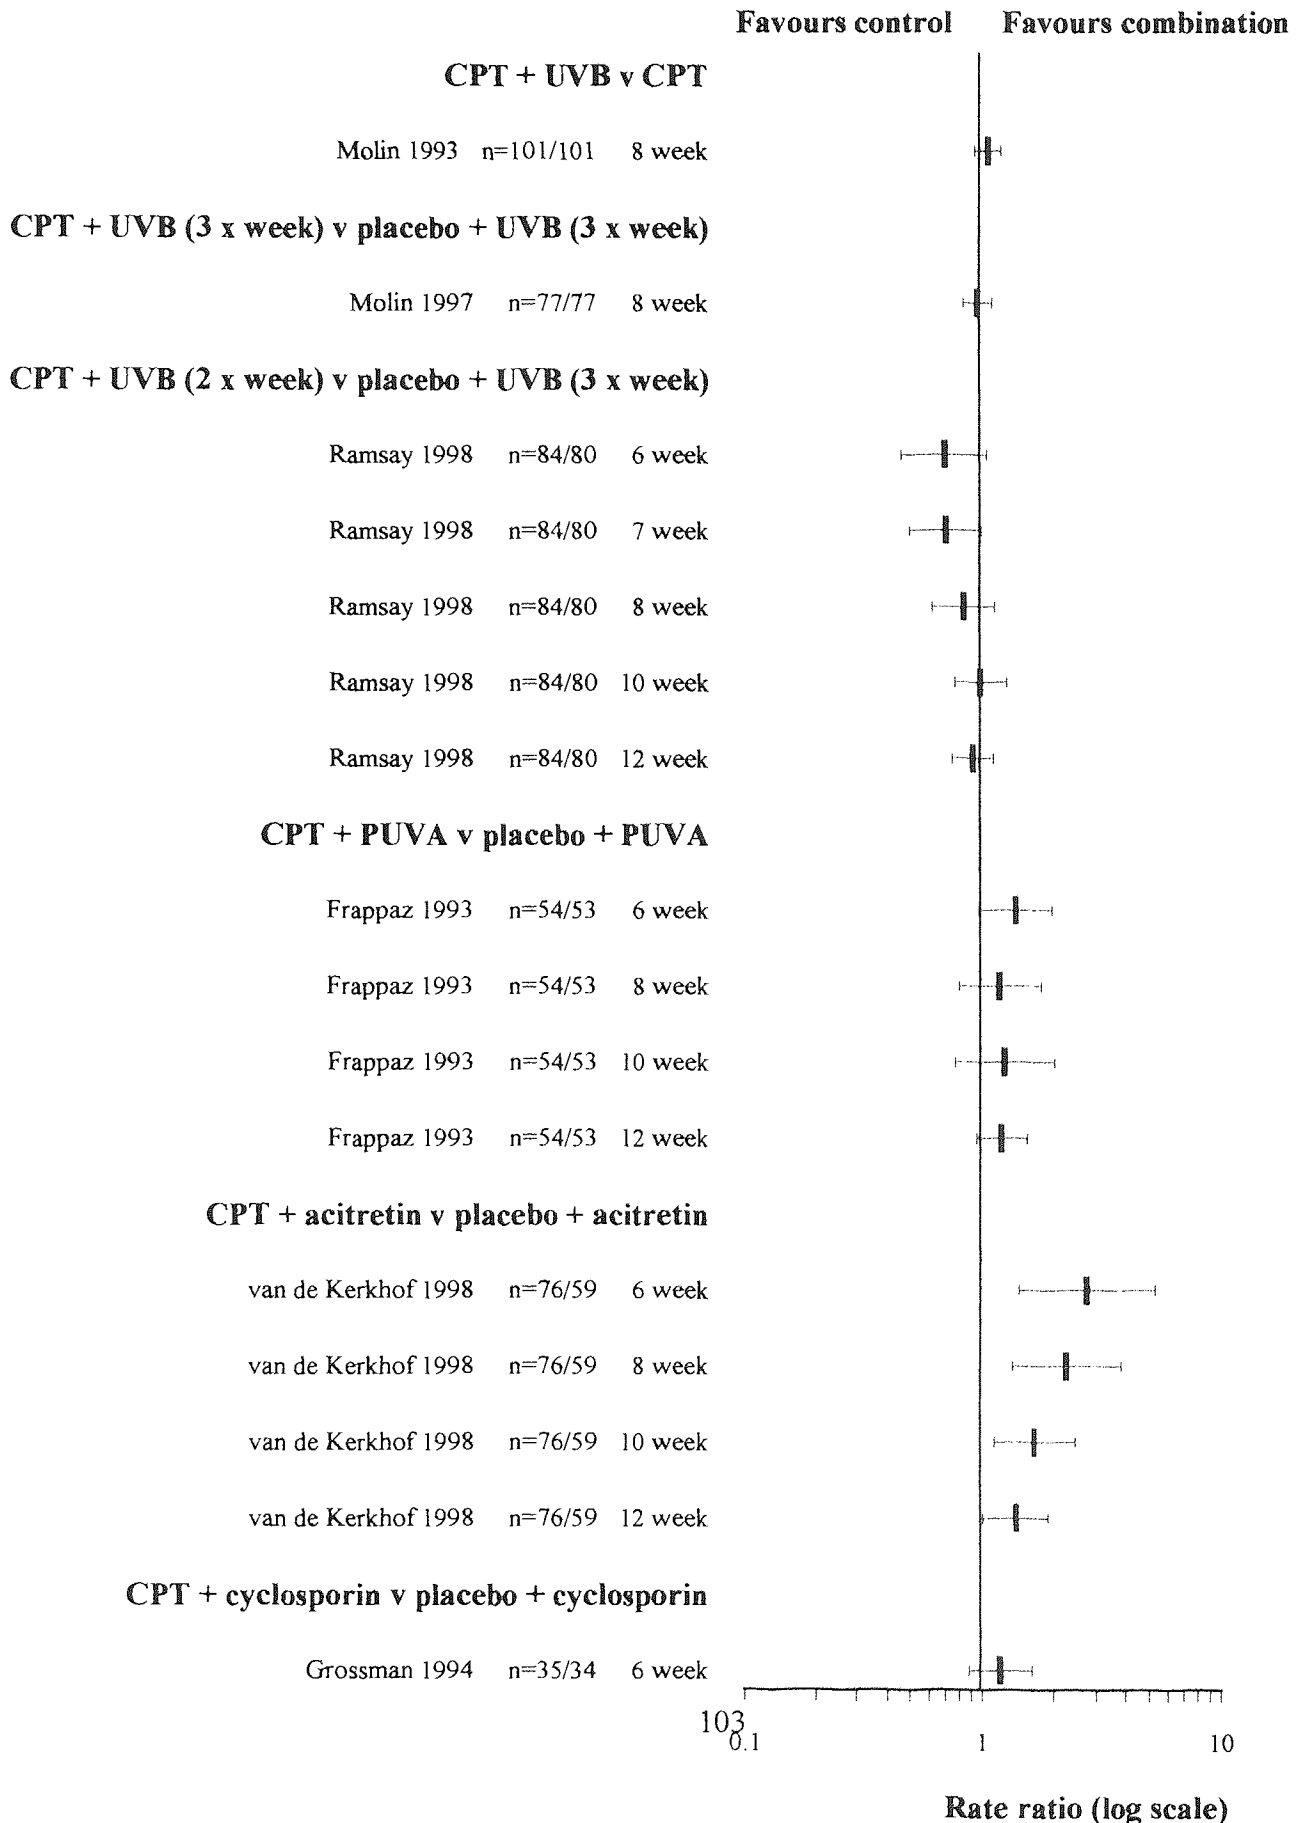 Favours control Favours combination
CPT + UVB v CPT
Molin 1993 n=101/101 8 week
CPT + UVB (3 x week) v placebo + UVB (3 x week)
Molin 1997 n=77/77 8 week
CPT + UVB (2 x week) v placebo + UVB (3 x week)
Ramsay 1998 n=84/80 6 week
Ramsay 1998 n=84/80 7 week
Ramsay 1998 n=84/80 8 week
Ramsay 1998 n=84/80 10 week
Ramsay 1998 n=84/80 12 week
CPT + PUVA v placebo + PUVA
Frappaz 1993 n=54/53 6 week
Frappaz 1993 n=54/53 8 week
Frappaz 1993 n=54/53 10 week
Frappaz 1993 n=54/53 12 week
CPT + acitretin v placebo + acitretin
van de Kerkhof 1998 n=76/59 6 week
van de Kerkhof 1998 n=76/59 8 week
van de Kerkhof 1998 n=76/59 10 week
van de Kerkhof 1998 n=76/59 12 week
CPT + cyclosporin v placebo + cyclosporin
Grossman 1994 n=35/34 6 week
103
0.1 1 10
Rate ratio (log scale)